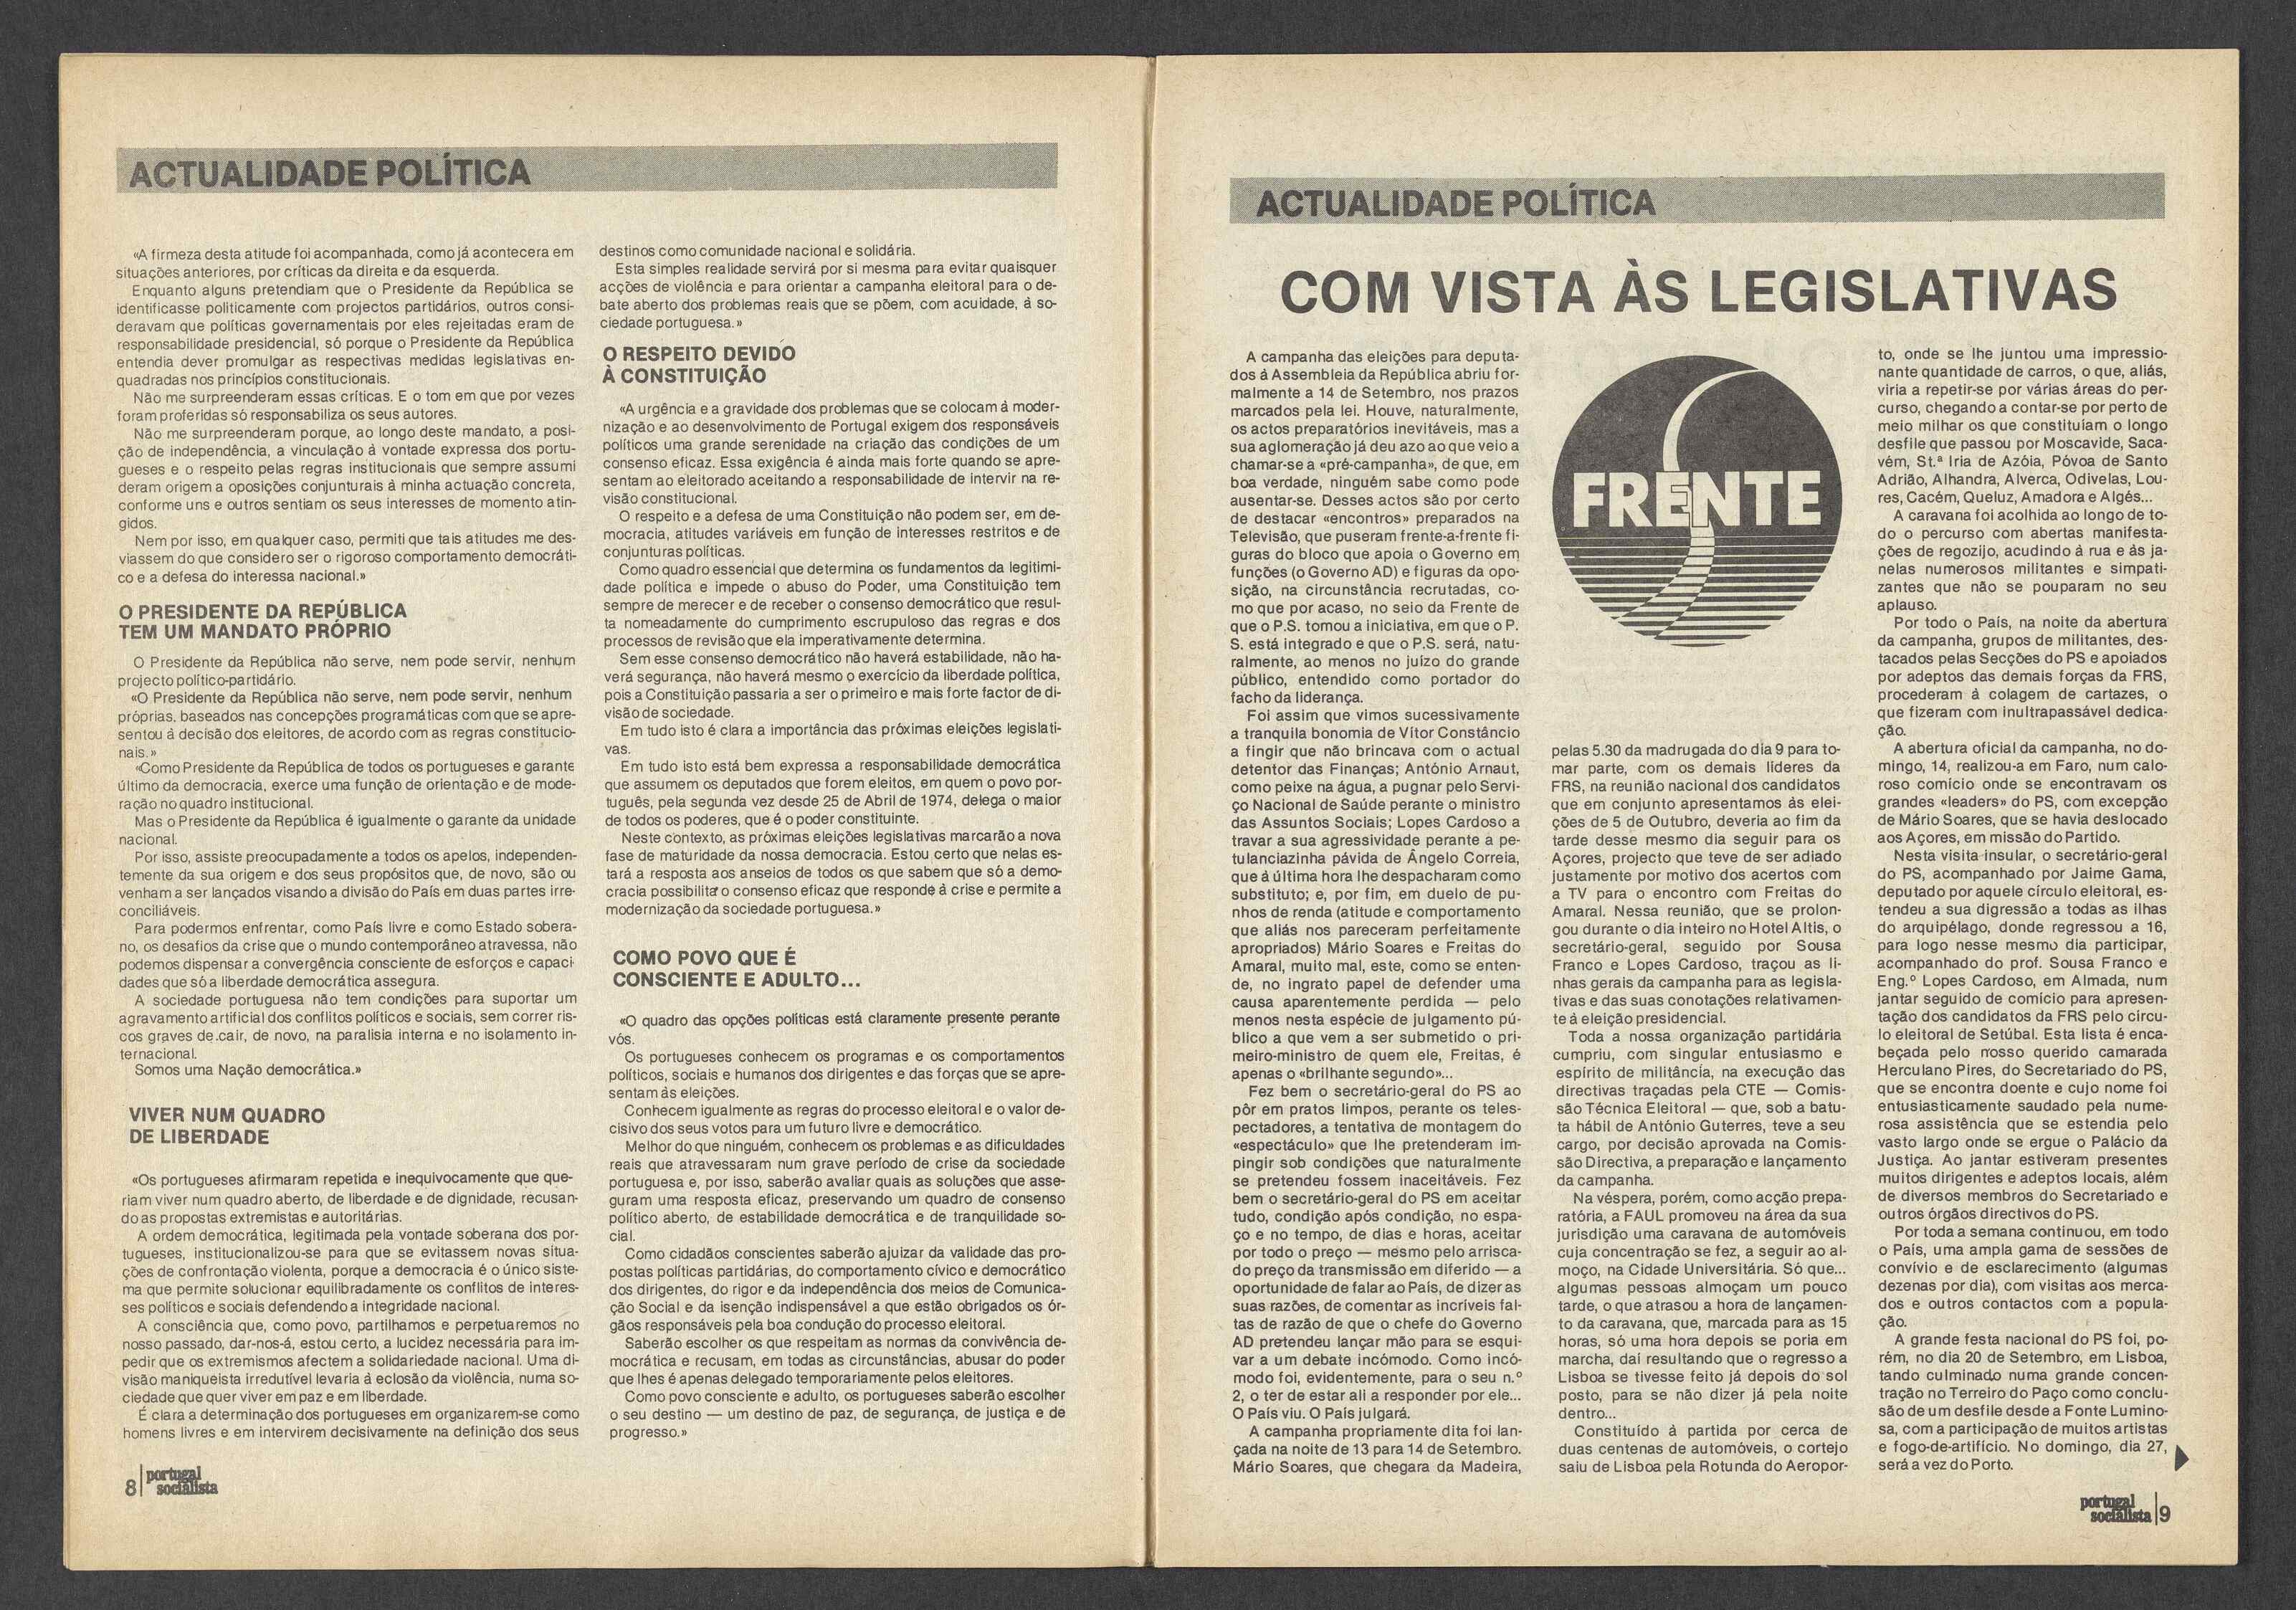 ACTUALIDADE POLÍTICA
«A firmeza desta atitude foi acompanhada, como já acontecera em
situações anteriores, por críticas da direita e da esquerda.
Enquanto alguns pretendiam que o Presidente da República se
identificasse politicamente com projectos partidários, outros consi-
deravam que políticas governamentais por eles rejeitadas eram de
responsabilidade presidencial, só porque o Presidente da República
entendia dever promulgar as respectivas medidas legislativas en-
quadradas nos princípios constitucionais.
Não me surpreenderam essas críticas. E o tom em que por vezes
foram proferidas só responsabiliza os seus autores.
Não me surpreenderam porque, ao longo deste mandato, a posi-
ção de independência, a vinculação à vontade expressa dos portu-
gueses e o respeito pelas regras institucionais que sempre assumi
deram origem a oposições conjunturais à minha actuação concreta,
conforme uns e outros sentiam os seus interesses de momento atin-
gidos.
Nem por isso, em qualquer caso, permiti que tais atitudes me des-
viassem do que considero ser o rigoroso comportamento democráti-
co e a defesa do interessa nacional.»
O PRESIDENTE DA REPÚBLICA
TEM UM MANDATO PRÓPRIO
O Presidente da República não serve, nem pode servir, nenhum
projecto político-partidário.
«O Presidente da República não serve, nem pode servir, nenhum
próprias, baseados nas concepções programáticas com que se apre-
sentou à decisão dos eleitores, de acordo com as regras constitucio-
nais.»
«Como Presidente da República de todos os portugueses e garante
último da democracia, exerce uma função de orientação e de mode-
ração no quadro institucional.
Mas o Presidente da República é igualmente o garante da unidade
nacional.
Por isso, assiste preocupadamente a todos os apelos, independen-
temente da sua origem e dos seus propósitos que, de novo, são ou
venham a ser lançados visando a divisão do País em duas partes irre-
conciliáveis.
Para podermos enfrentar, como País livre e como Estado sobera-
no, os desafios da crise que o mundo contemporâneo atravessa, não
podemos dispensar a convergência consciente de esforços e capaci-
dades que só a liberdade democrática assegura.
A sociedade portuguesa não tem condições para suportar um
agravamento artificial dos conflitos políticos e sociais, sem correr ris-
cos graves de cair, de novo, na paralisia interna e no isolamento in-
ternacional.
Somos uma Nação democrática.»
VIVER NUM QUADRO
DE LIBERDADE
«Os portugueses afirmaram repetida e inequivocamente que que-
riam viver num quadro aberto, de liberdade e de dignidade, recusan-
do as propostas extremistas e autoritárias.
A ordem democrática, legitimada pela vontade soberana dos por-
tugueses, institucionalizou-se para que se evitassem novas situa-
ções de confrontação violenta, porque a democracia é o único siste-
ma que permite solucionar equilibradamente os conflitos de interes-
ses políticos e sociais defendendo a integridade nacional.
A consciência que, como povo, partilhamos e perpetuaremos no
nosso passado, dar-nos-á, estou certo, a lucidez necessária para im-
pedir que os extremismos afectem a solidariedade nacional. Uma di-
visão maniqueista irredutível levaria à eclosão da violência, numa so-
ciedade que quer viver em paz e em liberdade.
É clara a determinação dos portugueses em organizarem-se como
homens livres e em intervirem decisivamente na definição dos seus
destinos como comunidade nacional e solidária.
Esta simples realidade servirá por si mesma para evitar quaisquer
acções de violência e para orientar a campanha eleitoral para o de-
bate aberto dos problemas reais que se põem, com acuidade, à so-
ciedade portuguesa.»
O RESPEITO DEVIDO
À CONSTITUIÇÃO
«A urgência e a gravidade dos problemas que se colocam à moder-
nização e ao desenvolvimento de Portugal exigem dos responsáveis
políticos uma grande serenidade na criação das condições de um
consenso eficaz. Essa exigência é ainda mais forte quando se apre-
sentam ao eleitorado aceitando a responsabilidade de intervir na re-
visão constitucional.
O respeito e a defesa de uma Constituição não podem ser, em de-
mocracia, atitudes variáveis em função de interesses restritos e de
conjunturas políticas.
Como quadro essencial que determina os fundamentos da legitimi-
dade política e impede o abuso do Poder, uma Constituição tem
sempre de merecer e de receber o consenso democrático que resul-
ta nomeadamente do cumprimento escrupuloso das regras e dos
processos de revisão que ela imperativamente determina.
Sem esse consenso democrático não haverá estabilidade, não ha-
verá segurança, não haverá mesmo o exercício da liberdade política,
pois a Constituição passaria a ser o primeiro e mais forte factor de di-
visão de sociedade.
Em tudo isto é clara a importância das próximas eleições legislati-
vas.
Em tudo isto está bem expressa a responsabilidade democrática
que assumem os deputados que forem eleitos, em quem o povo por-
tuguês, pela segunda vez desde 25 de Abril de 1974, delega o maior
de todos os poderes, que é o poder constituinte.
Neste contexto, as próximas eleições legislativas marcarão a nova
fase de maturidade da nossa democracia. Estou certo que nelas es-
tará a resposta aos anseios de todos os que sabem que só a demo-
cracia possibilita o consenso eficaz que responde à crise e permite a
modernização da sociedade portuguesa.»
COMO POVO QUE É
CONSCIENTE E ADULTO...
«O quadro das opções políticas está claramente presente perante
vós.
Os portugueses conhecem os programas e os comportamentos
políticos, sociais e humanos dos dirigentes e das forças que se apre-
sentam às eleições.
Conhecem igualmente as regras do processo eleitoral e o valor de-
cisivo dos seus votos para um futuro livre e democrático.
Melhor do que ninguém, conhecem os problemas e as dificuldades
reais que atravessaram num grave período de crise da sociedade
portuguesa e, por isso, saberão avaliar quais as soluções que asse-
guram uma resposta eficaz, preservando um quadro de consenso
político aberto, de estabilidade democrática e de tranquilidade so-
cial.
Como cidadãos conscientes saberão ajuizar da validade das pro-
postas políticas partidárias, do comportamento cívico e democrático
dos dirigentes, do rigor e da independência dos meios de Comunica-
ção Social e da isenção indispensável a que estão obrigados os ór-
gãos responsáveis pela boa condução do processo eleitoral.
Saberão escolher os que respeitam as normas da convivência de-
mocrática e recusam, em todas as circunstâncias, abusar do poder
que lhes é apenas delegado temporariamente pelos eleitores.
Como povo consciente e adulto, os portugueses saberão escolher
o seu destino — um destino de paz, de segurança, de justiça e de
progresso.»
8 portugal
socialista
ACTUALIDADE POLÍTICA
COM VISTA ÀS LEGISLATIVAS
A campanha das eleições para deputa-
dos à Assembleia da República abriu for-
malmente a 14 de Setembro, nos prazos
marcados pela lei. Houve, naturalmente,
os actos preparatórios inevitáveis, mas a
sua aglomeração já deu azo ao que veio a
chamar-se a «pré-campanha», de que, em
boa verdade, ninguém sabe como pode
ausentar-se. Desses actos são por certo
de destacar «encontros» preparados na
Televisão, que puseram frente-a-frente fi-
guras do bloco que apoia o Governo em
funções (o Governo AD) e figuras da opo-
sição, na circunstância recrutadas, co-
mo que por acaso, no seio da Frente de
que o P.S. tomou a iniciativa, em que o P.
S. está integrado e que o P.S. será, natu-
ralmente, ao menos no juízo do grande
público, entendido como portador do
facho da liderança.
Foi assim que vimos sucessivamente
a tranquila bonomia de Vítor Constâncio
a fingir que não brincava com o actual
detentor das Finanças; António Arnaut,
como peixe na água, a pugnar pelo Servi-
ço Nacional de Saúde perante o ministro
das Assuntos Sociais; Lopes Cardoso a
travar a sua agressividade perante a pe-
tulanciazinha pávida de Ângelo Correia,
que à última hora lhe despacharam como
substituto; e, por fim, em duelo de pu-
nhos de renda (atitude e comportamento
que aliás nos pareceram perfeitamente
apropriados) Mário Soares e Freitas do
Amaral, muito mal, este, como se enten-
de, no ingrato papel de defender uma
causa aparentemente perdida — pelo
menos nesta espécie de julgamento pú-
blico a que vem a ser submetido o pri-
meiro-ministro de quem ele, Freitas, é
apenas o «brilhante segundo»...
Fez bem o secretário-geral do PS ao
pôr em pratos limpos, perante os teles-
pectadores, a tentativa de montagem do
«espectáculo» que lhe pretenderam im-
pingir sob condições que naturalmente
se pretendeu fossem inaceitáveis. Fez
bem o secretário-geral do PS em aceitar
tudo, condição após condição, no espa-
ço e no tempo, de dias e horas, aceitar
por todo o preço — mesmo pelo arrisca-
do preço da transmissão em diferido — a
oportunidade de falar ao País, de dizer as
suas razões, de comentar as incríveis fal-
tas de razão de que o chefe do Governo
AD pretendeu lançar mão para se esqui-
var a um debate incómodo. Como incó-
modo foi, evidentemente, para o seu n.º
2, o ter de estar ali a responder por ele...
O País viu. O País julgará.
A campanha propriamente dita foi lan-
çada na noite de 13 para 14 de Setembro.
Mário Soares, que chegara da Madeira,
FRENTE
pelas 5.30 da madrugada do dia 9 para to-
mar parte, com os demais líderes da
FRS, na reunião nacional dos candidatos
que em conjunto apresentamos às elei-
ções de 5 de Outubro, deveria ao fim da
tarde desse mesmo dia seguir para os
Açores, projecto que teve de ser adiado
justamente por motivo dos acertos com
a TV para o encontro com Freitas do
Amaral. Nessa reunião, que se prolon-
gou durante o dia inteiro no Hotel Altis, o
secretário-geral, seguido por Sousa
Franco e Lopes Cardoso, traçou as li-
nhas gerais da campanha para as legisla-
tivas e das suas conotações relativamen-
te à eleição presidencial.
Toda a nossa organização partidária
cumpriu, com singular entusiasmo e
espírito de militância, na execução das
directivas traçadas pela CTE — Comis-
são Técnica Eleitoral — que, sob a batu-
ta hábil de António Guterres, teve a seu
cargo, por decisão aprovada na Comis-
são Directiva, a preparação e lançamento
da campanha.
Na véspera, porém, como acção prepa-
ratória, a FAUL promoveu na área da sua
jurisdição uma caravana de automóveis
cuja concentração se fez, a seguir ao al-
moço, na Cidade Universitária. Só que...
algumas pessoas almoçam um pouco
tarde, o que atrasou a hora de lançamen-
to da caravana, que, marcada para as 15
horas, só uma hora depois se poria em
marcha, daí resultando que o regresso a
Lisboa se tivesse feito já depois do sol
posto, para se não dizer já pela noite
dentro...
Constituído à partida por cerca de
duas centenas de automóveis, o cortejo
saiu de Lisboa pela Rotunda do Aeropor-
to, onde se lhe juntou uma impressio-
nante quantidade de carros, o que, aliás,
viria a repetir-se por várias áreas do per-
curso, chegando a contar-se por perto de
meio milhar os que constituíam o longo
desfile que passou por Moscavide, Saca-
vém, St.ª Iria de Azóia, Póvoa de Santo
Adrião, Alhandra, Alverca, Odivelas, Lou-
res, Cacém, Queluz, Amadora e Algés...
A caravana foi acolhida ao longo de to-
do o percurso com abertas manifesta-
ções de regozijo, acudindo à rua e às ja-
nelas numerosos militantes e simpati-
zantes que não se pouparam no seu
aplauso.
Por todo o País, na noite da abertura
da campanha, grupos de militantes, des-
tacados pelas Secções do PS e apoiados
por adeptos das demais forças da FRS,
procederam à colagem de cartazes, o
que fizeram com inultrapassável dedica-
ção.
A abertura oficial da campanha, no do-
mingo, 14, realizou-a em Faro, num calo-
roso comício onde se encontravam os
grandes «leaders» do PS, com excepção
de Mário Soares, que se havia deslocado
aos Açores, em missão do Partido.
Nesta visita insular, o secretário-geral
do PS, acompanhado por Jaime Gama,
deputado por aquele círculo eleitoral, es-
tendeu a sua digressão a todas as ilhas
do arquipélago, donde regressou a 16,
para logo nesse mesmo dia participar,
acompanhado do prof. Sousa Franco e
Eng.º Lopes Cardoso, em Almada, num
jantar seguido de comício para apresen-
tação dos candidatos da FRS pelo círcu-
lo eleitoral de Setúbal. Esta lista é enca-
beçada pelo nosso querido camarada
Herculano Pires, do Secretariado do PS,
que se encontra doente e cujo nome foi
entusiasticamente saudado pela nume-
rosa assistência que se estendia pelo
vasto largo onde se ergue o Palácio da
Justiça. Ao jantar estiveram presentes
muitos dirigentes e adeptos locais, além
de diversos membros do Secretariado e
outros órgãos directivos do PS.
Por toda a semana continuou, em todo
o País, uma ampla gama de sessões de
convívio e de esclarecimento (algumas
dezenas por dia), com visitas aos merca-
dos e outros contactos com a popula-
ção.
A grande festa nacional do PS foi, po-
rém, no dia 20 de Setembro, em Lisboa,
tando culminado numa grande concen-
tração no Terreiro do Paço como conclu-
são de um desfile desde a Fonte Lumino-
sa, com a participação de muitos artistas
e fogo-de-artifício. No domingo, dia 27,
será a vez do Porto.
portugal
socialista 9